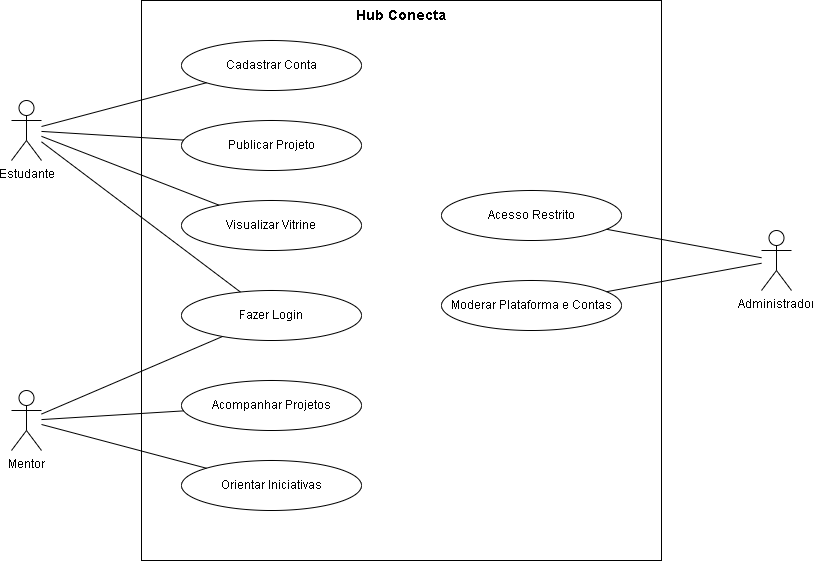 Hub Conecta
Cadastrar Conta
Publicar Projeto
Estudante
Visualizar Vitrine
Acesso Restrito
Fazer Login
Moderar Plataforma e Contas
Administrador
Acompanhar Projetos
Mentor
Orientar Iniciativas